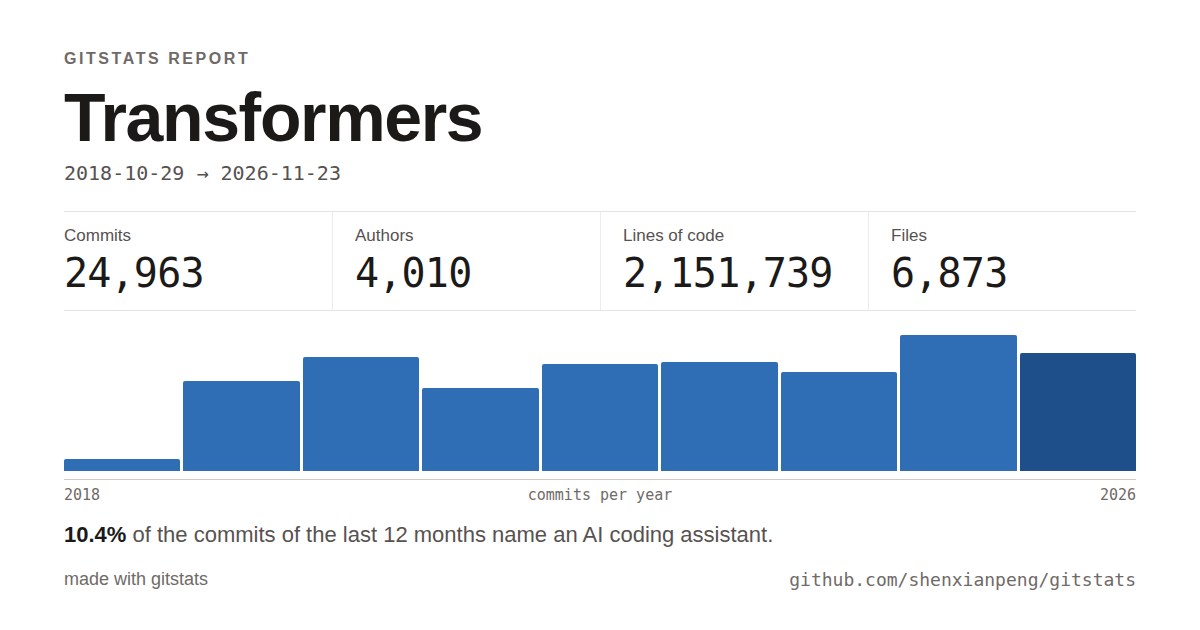 GITSTATS REPORT
Transformers
2018-10-29 → 2026-11-23
Commits Authors Lines of code Files
24,963 4,010 2,151,739 6,873
2018 commits per year 2026
10.4% of the commits of the last 12 months name an AI coding assistant.
made with gitstats github.com/shenxianpeng/gitstats